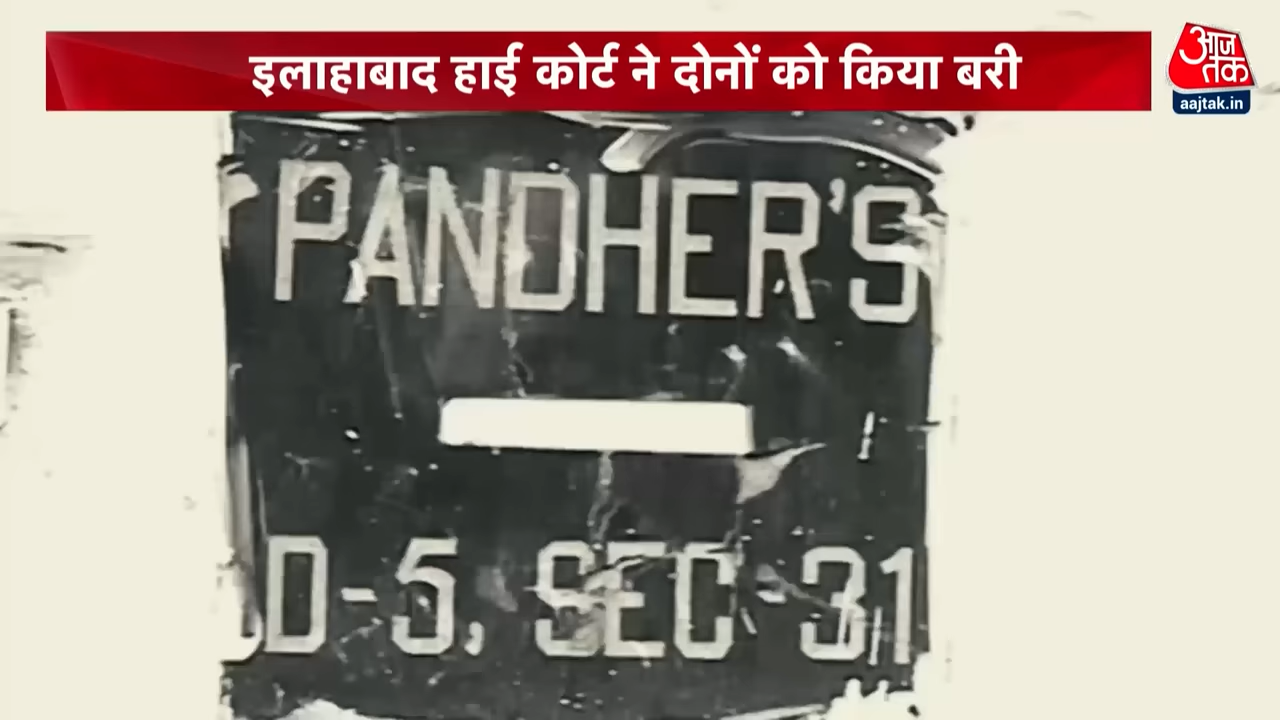 इलाहाबाद हाई कोर्ट ने दोनों को किया बरी
आज
तक
aajtak.in
PANDHER'S
D-5, SEC-31